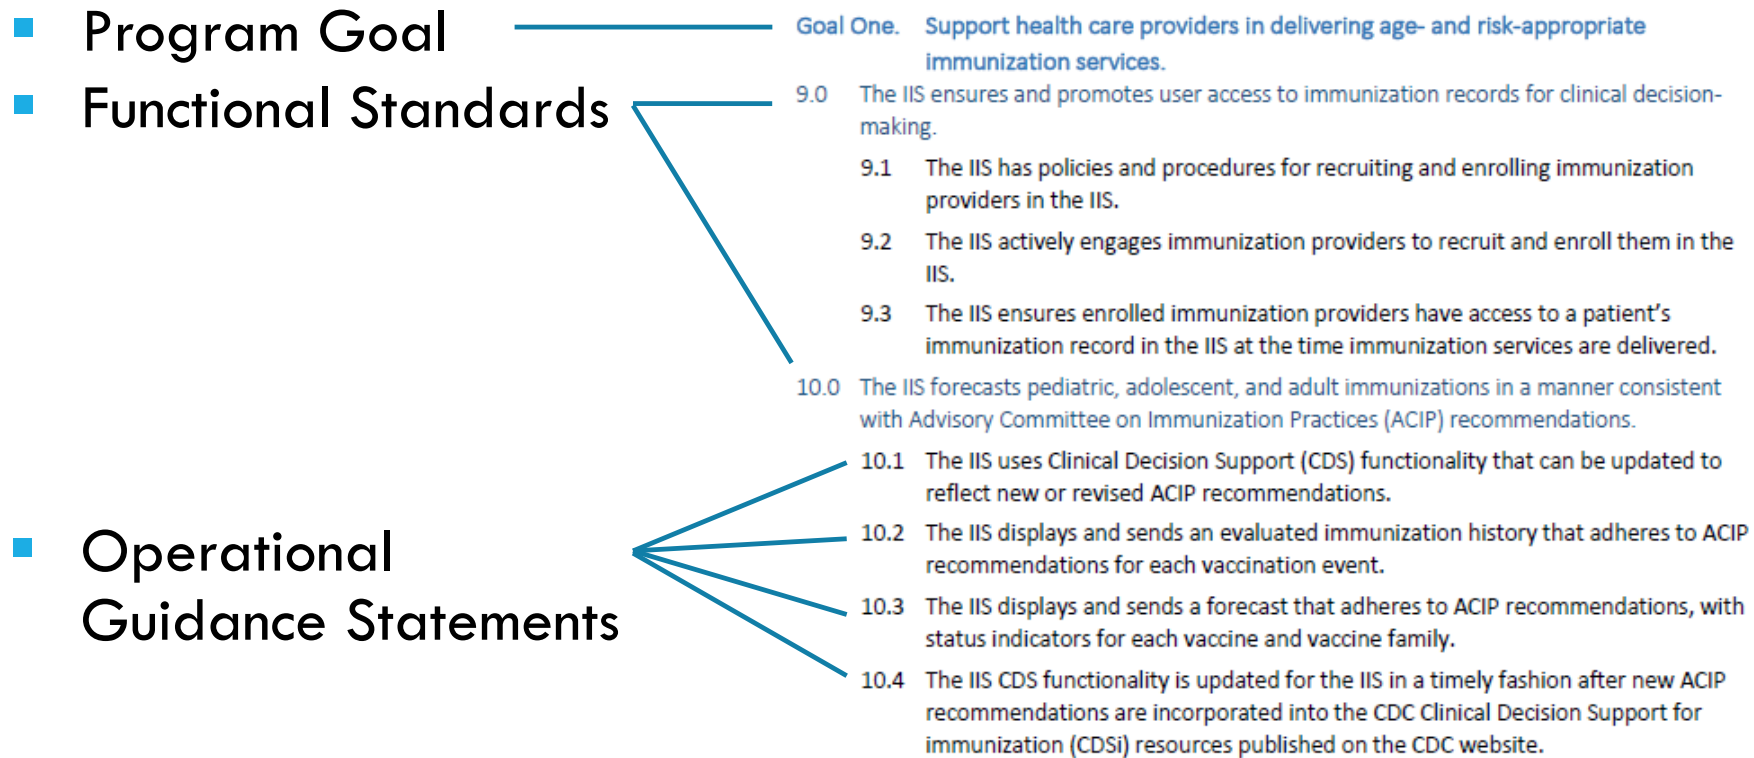 Program Goal
Functional Standards
Operational
Guidance Statements
Goal One. Support health care providers in delivering age- and risk-appropriate
immunization services.
9.0 The IIS ensures and promotes user access to immunization records for clinical decision-
making.
9.1 The IIS has policies and procedures for recruiting and enrolling immunization
providers in the IIS.
9.2 The IIS actively engages immunization providers to recruit and enroll them in the
IIS.
9.3 The IIS ensures enrolled immunization providers have access to a patient's
immunization record in the IIS at the time immunization services are delivered.
10.0 The IIS forecasts pediatric, adolescent, and adult immunizations in a manner consistent
with Advisory Committee on Immunization Practices (ACIP) recommendations.
10.1 The IIS uses Clinical Decision Support (CDS) functionality that can be updated to
reflect new or revised ACIP recommendations.
10.2 The IIS displays and sends an evaluated immunization history that adheres to ACIP
recommendations for each vaccination event.
10.3 The IIS displays and sends a forecast that adheres to ACIP recommendations, with
status indicators for each vaccine and vaccine family.
10.4 The IIS CDS functionality is updated for the IIS in a timely fashion after new ACIP
recommendations are incorporated into the CDC Clinical Decision Support for
immunization (CDSi) resources published on the CDC website.